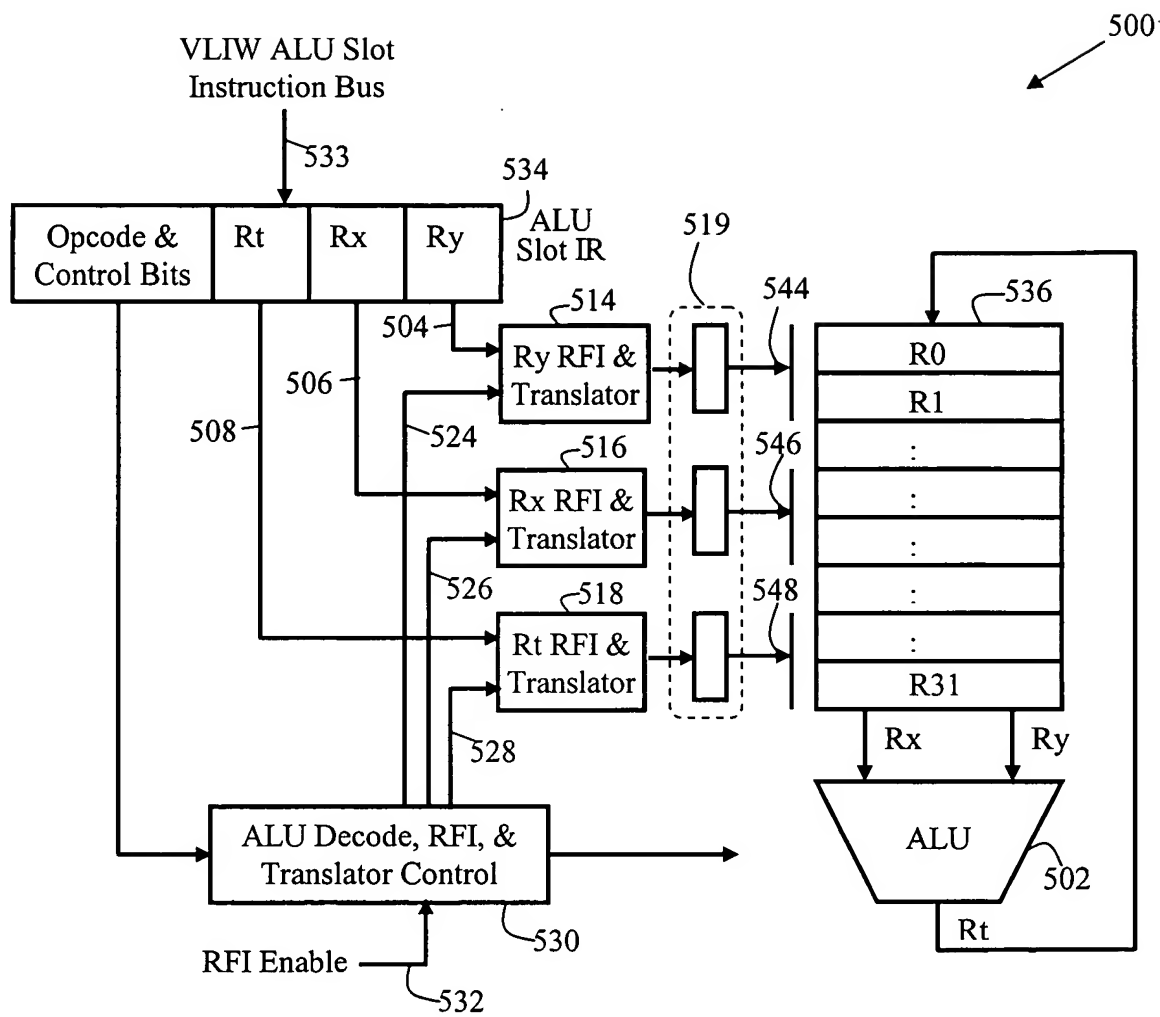 500
VLIW ALU Slot
Instruction Bus
533
534
Opcode &
Control Bits
Rt
Rx
Ry
ALU
Slot IR
519
504
514
544
536
506
Ry RFI &
Translator
R0
R1
508
524
516
546
:
Rx RFI &
Translator
:
:
526
518
548
:
Rt RFI &
Translator
R31
528
Rx
Ry
ALU Decode, RFI, &
Translator Control
ALU
502
530
Rt
RFI Enable
532